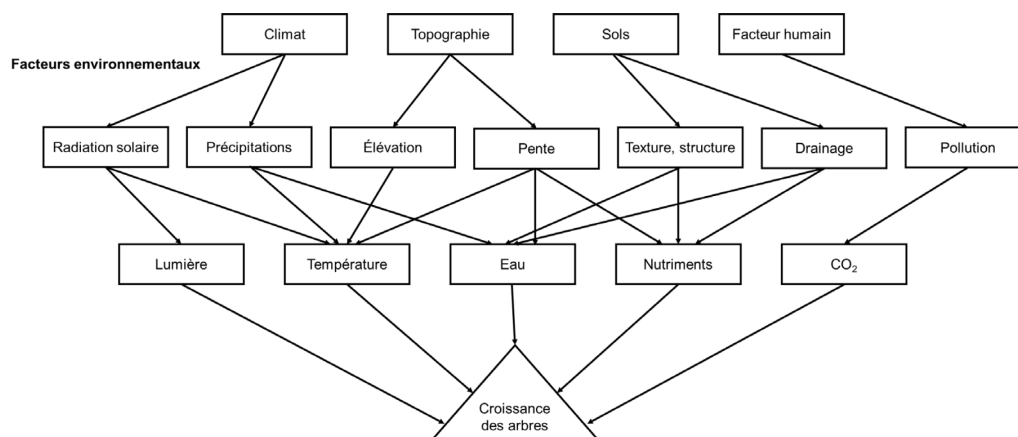 Climat
Topographie
Sols
Facteur humain
Facteurs environnementaux
Radiation solaire
Précipitations
Élévation
Pente
Texture, structure
Drainage
Pollution
Lumière
Température
Eau
Nutriments
CO₂
Croissance
des arbres